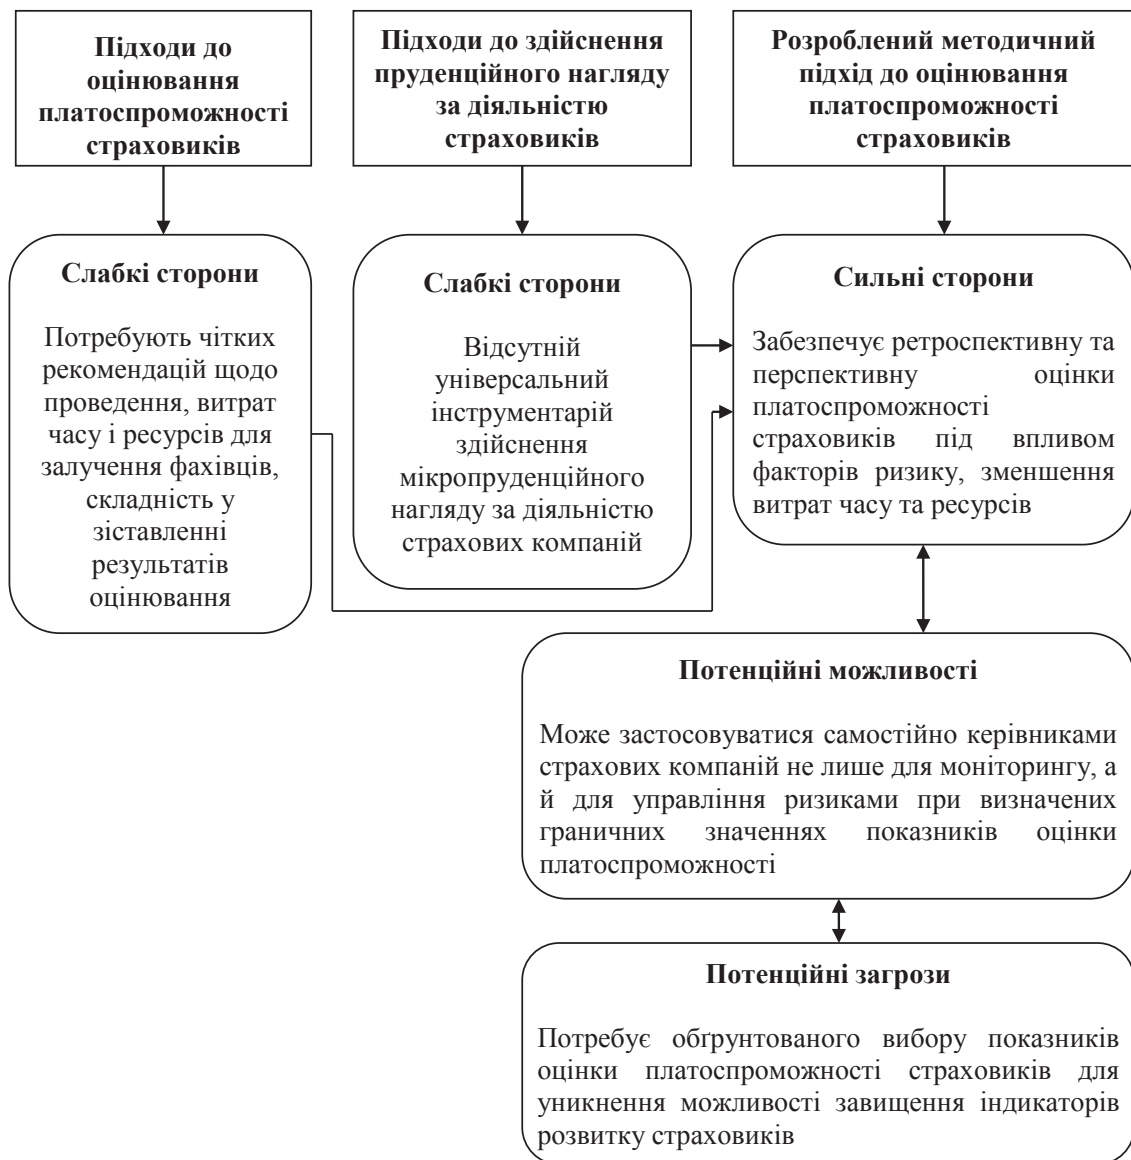 Підходи до
оцінювання
платоспроможності
страховиків
Підходи до здійснення
пруденційного нагляду
за діяльністю
страховиків
Розроблений методичний
підхід до оцінювання
платоспроможності
страховиків
Слабкі сторони
Потребують чітких
рекомендацій щодо
проведення, витрат
часу і ресурсів для
залучення фахівців,
складність у
зіставленні
результатів
оцінювання
Слабкі сторони
Відсутній
універсальний
інструментарій
здійснення
мікропруденційного
нагляду за діяльністю
страхових компаній
Сильні сторони
Забезпечує ретроспективну та
перспективну оцінки
платоспроможності
страховиків під впливом
факторів ризику, зменшення
витрат часу та ресурсів
Потенційні можливості
Може застосовуватися самостійно керівниками
страхових компаній не лише для моніторингу, а
й для управління ризиками при визначених
граничних значеннях показників оцінки
платоспроможності
Потенційні загрози
Потребує обґрунтованого вибору показників
оцінки платоспроможності страховиків для
уникнення можливості завищення індикаторів
розвитку страховиків